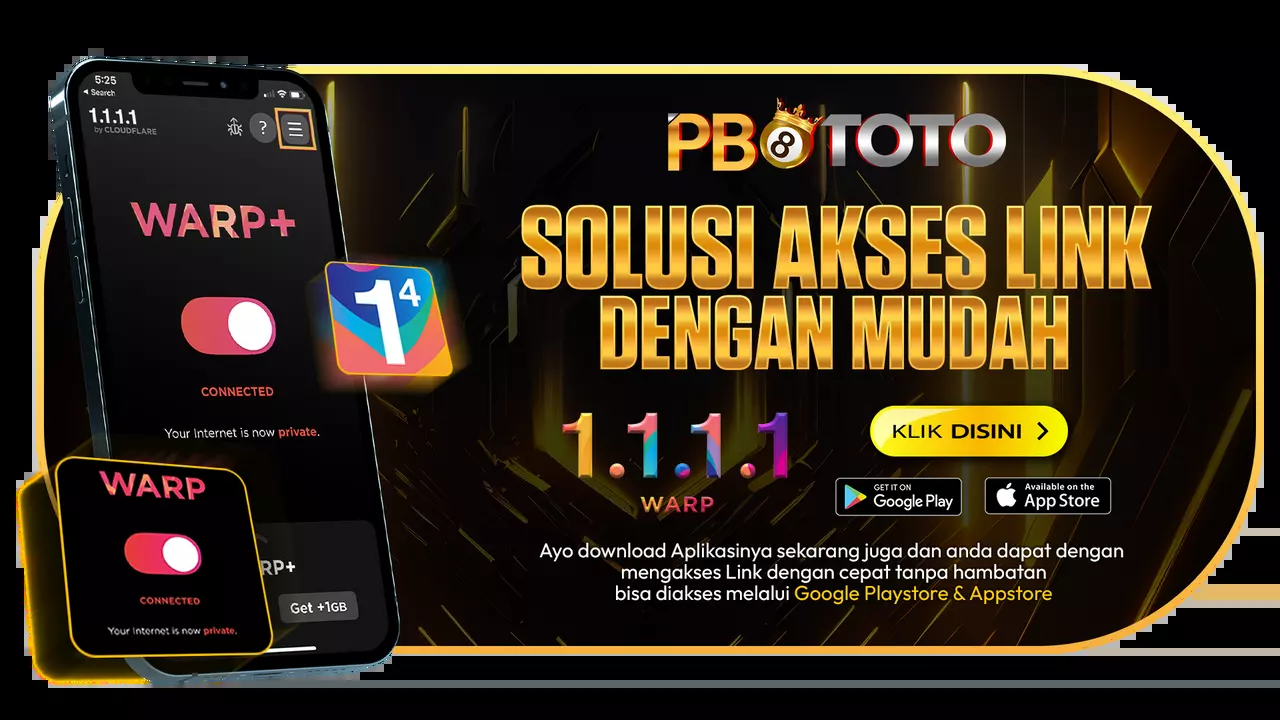 5:25
Search
1.1.1.1
by CLOUDFLARE
?
WARP+
CONNECTED
Your Internet is now private.
14
WARP
CONNECTED
Your Internet is now private.
RP+
Get +1GB
PB8TOTO
SOLUSI AKSES LINK
DENGAN MUDAH
1.1.1.1
WARP
KLIK DISINI
GET IT ON
Google Play
Available on the
App Store
Ayo download Aplikasinya sekarang juga dan anda dapat dengan
mengakses Link dengan cepat tanpa hambatan
bisa diakses melalui Google Playstore & Appstore